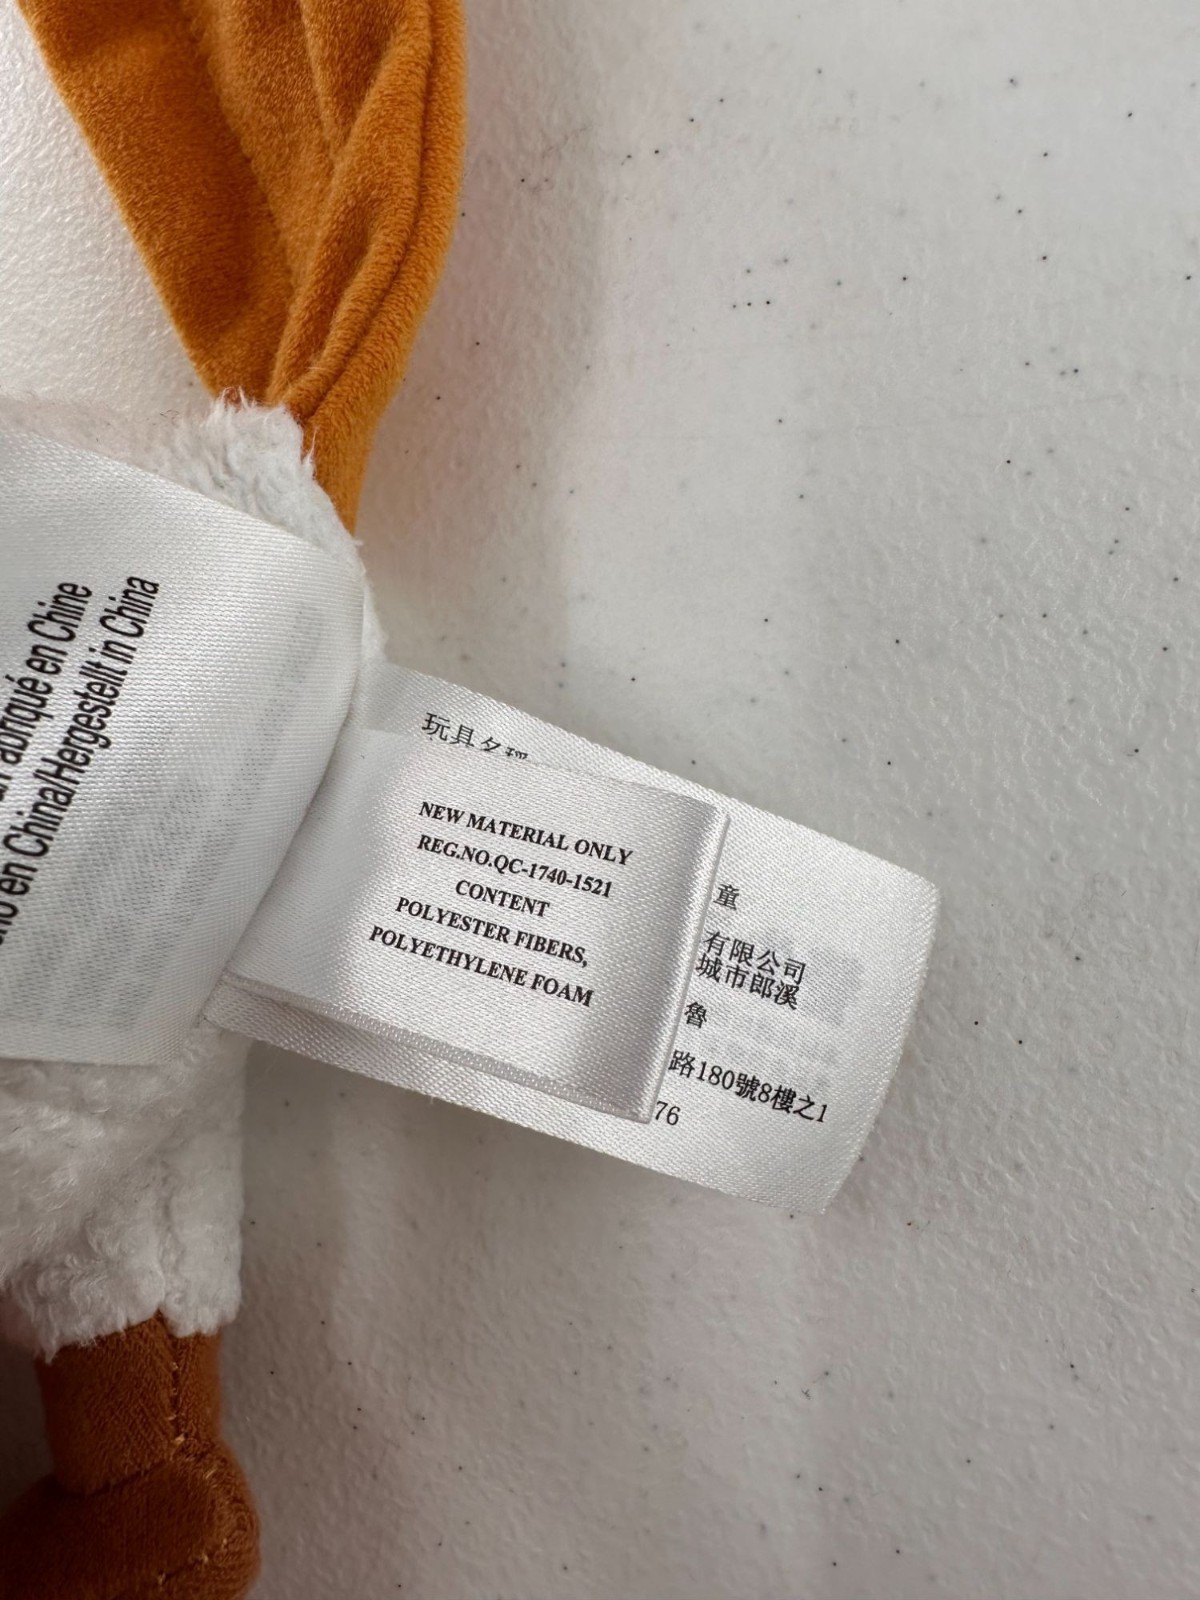 abriqué en Chine
en China/Hergestellt in China
玩具名稱
NEW MATERIAL ONLY
REG.NO.QC-1740-1521
CONTENT
POLYESTER FIBERS,
POLYETHYLENE FOAM
童
有限公司
城市郎溪
魯
路180號8樓之1
76